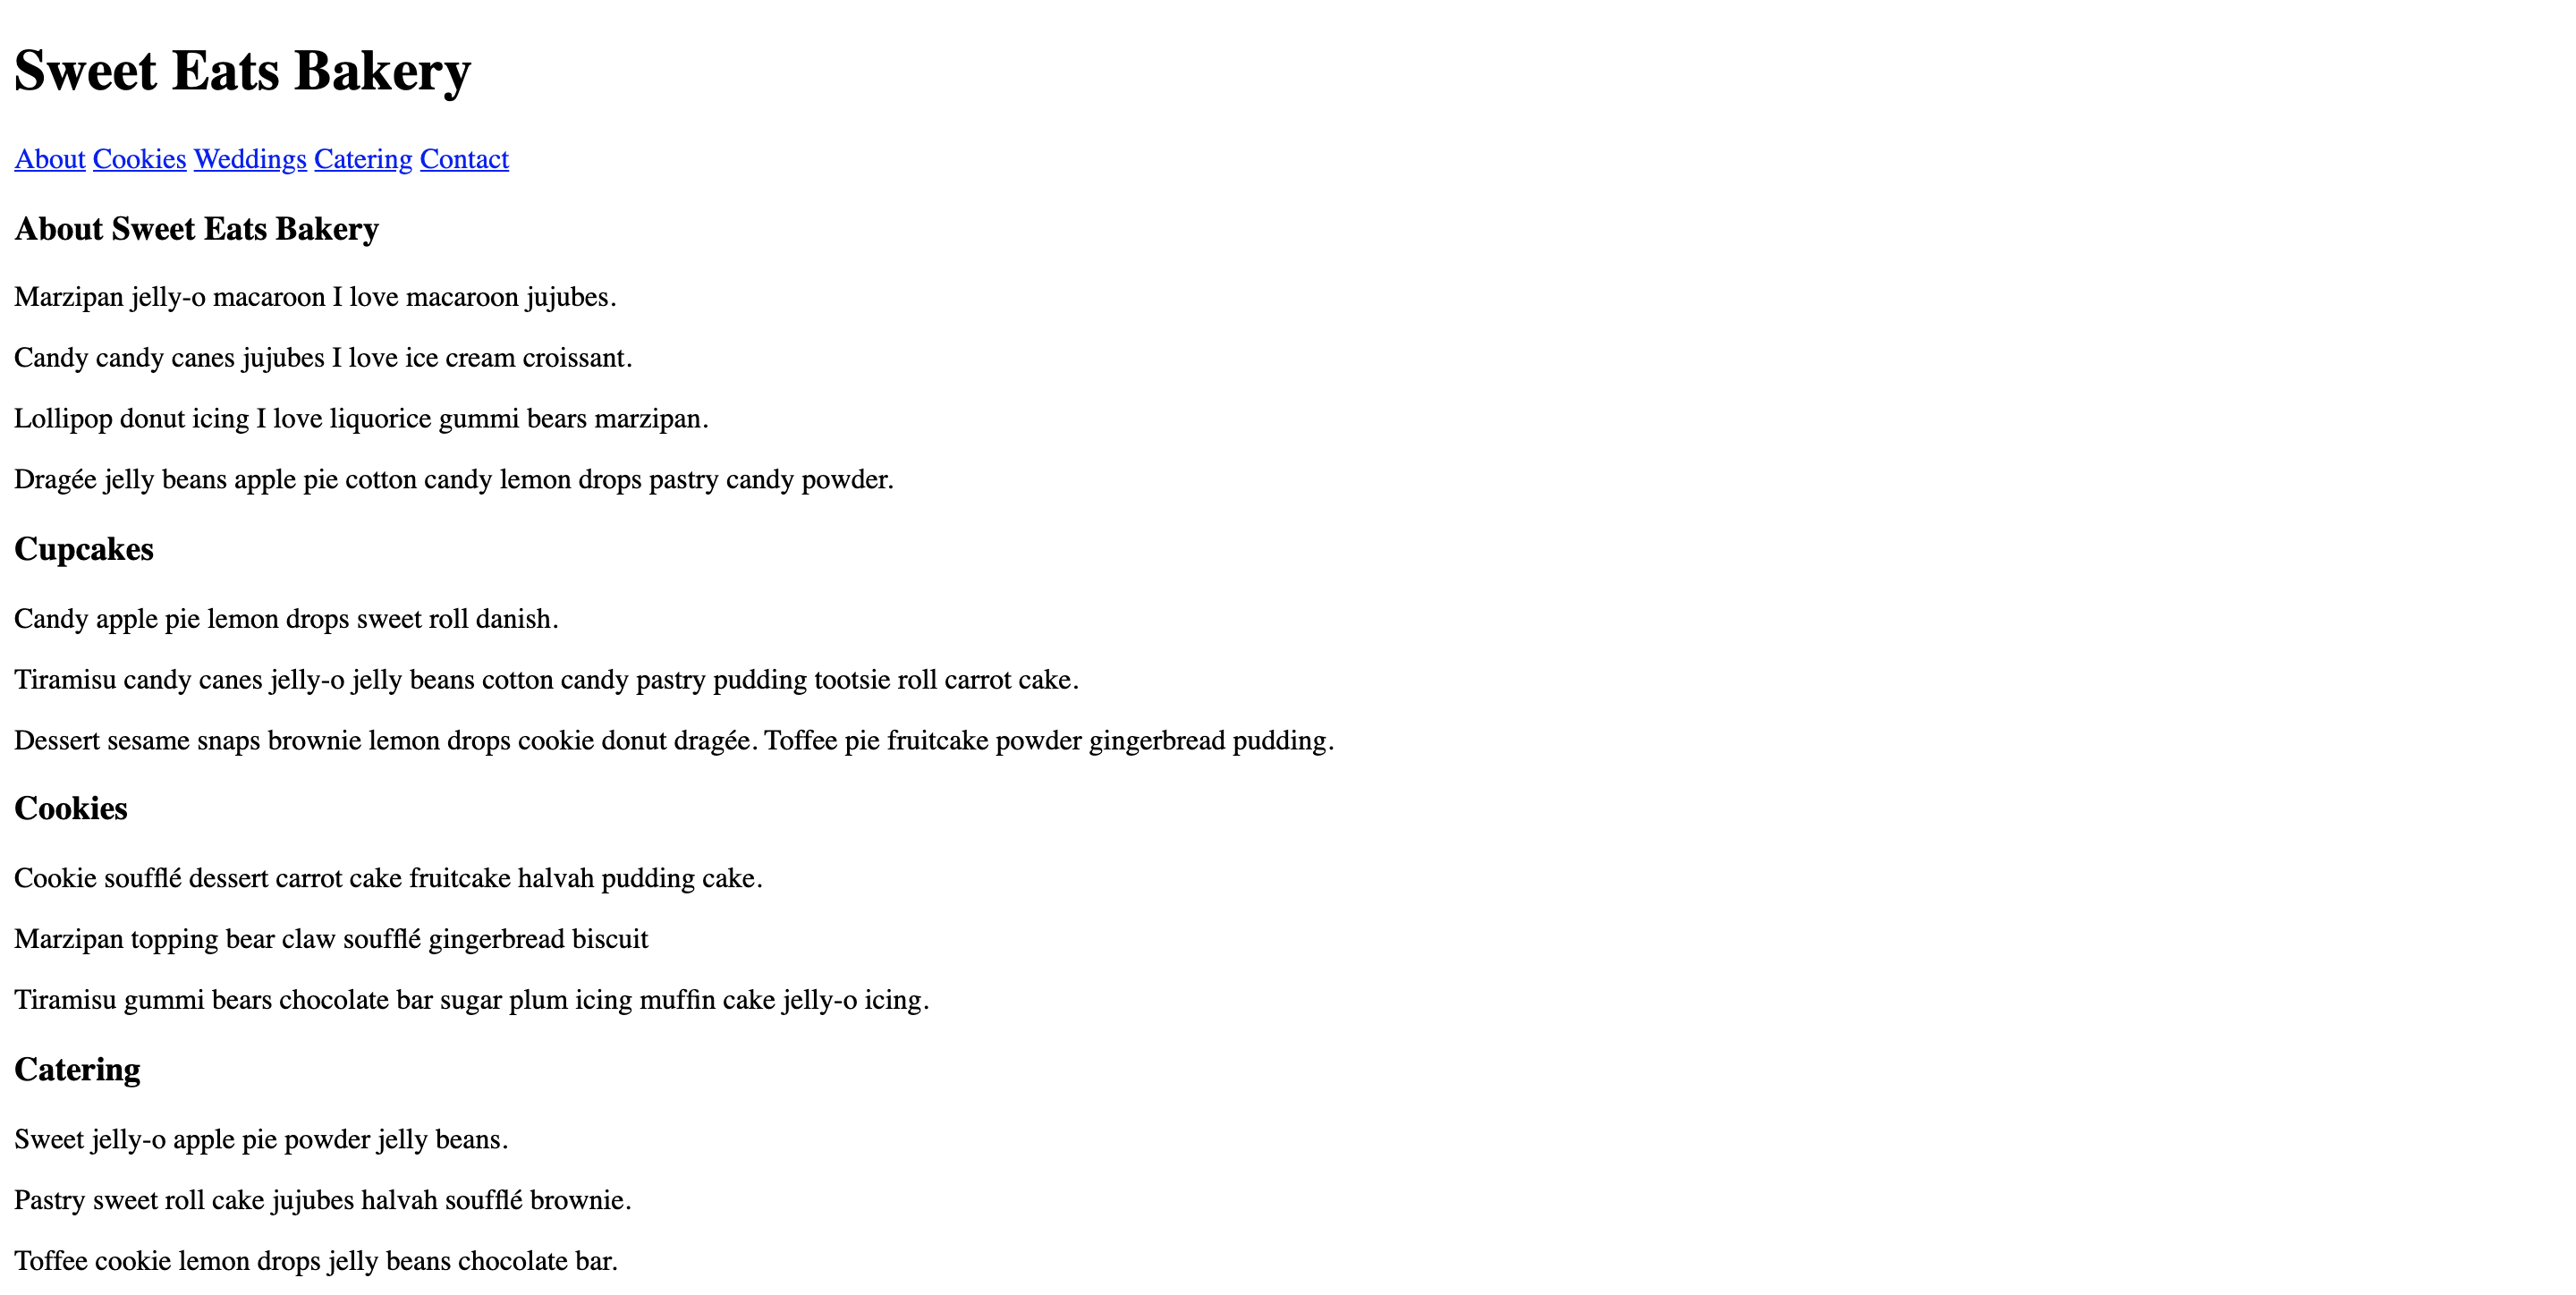 Sweet Eats Bakery
About Cookies Weddings Catering Contact
About Sweet Eats Bakery
Marzipan jelly-o macaroon I love macaroon jujubes.
Candy candy canes jujubes I love ice cream croissant.
Lollipop donut icing I love liquorice gummi bears marzipan.
Dragée jelly beans apple pie cotton candy lemon drops pastry candy powder.
Cupcakes
Candy apple pie lemon drops sweet roll danish.
Tiramisu candy canes jelly-o jelly beans cotton candy pastry pudding tootsie roll carrot cake.
Dessert sesame snaps brownie lemon drops cookie donut dragée. Toffee pie fruitcake powder gingerbread pudding.
Cookies
Cookie soufflé dessert carrot cake fruitcake halvah pudding cake.
Marzipan topping bear claw soufflé gingerbread biscuit
Tiramisu gummi bears chocolate bar sugar plum icing muffin cake jelly-o icing.
Catering
Sweet jelly-o apple pie powder jelly beans.
Pastry sweet roll cake jujubes halvah soufflé brownie.
Toffee cookie lemon drops jelly beans chocolate bar.